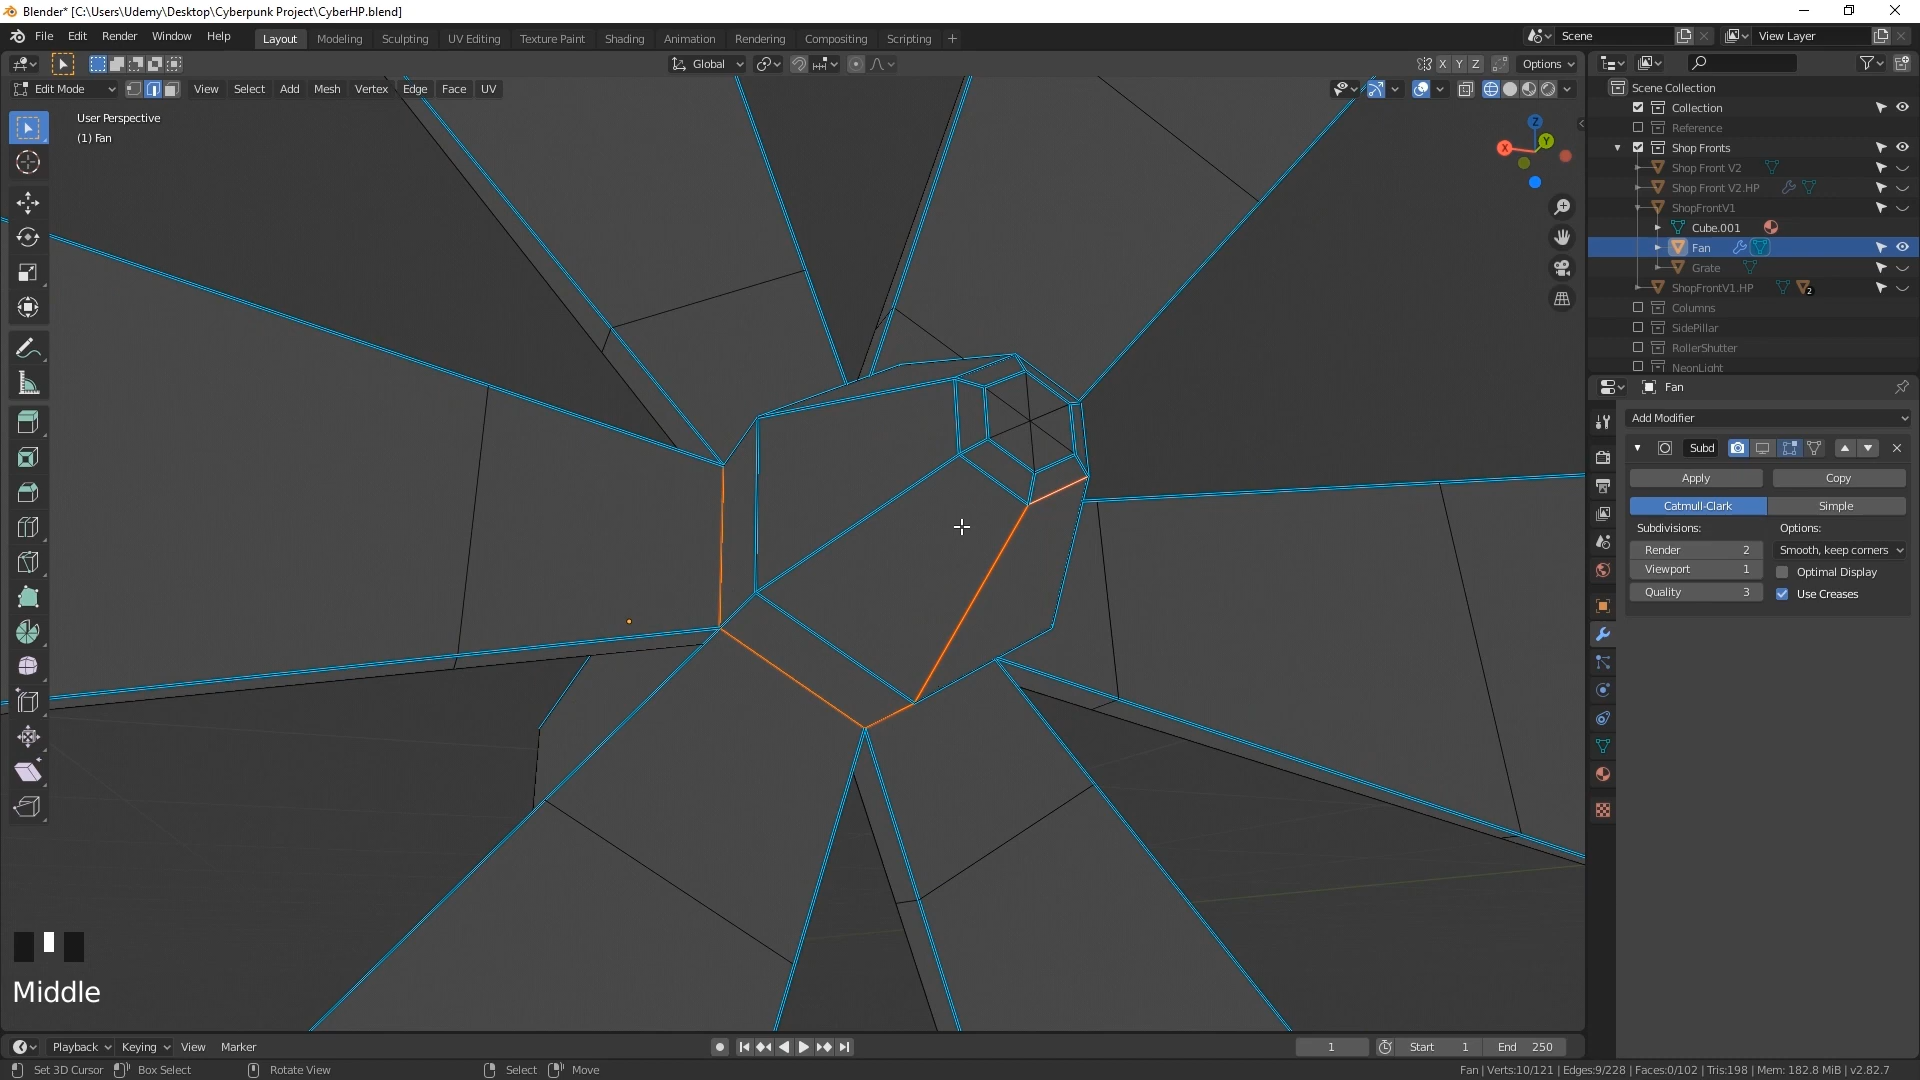 Blender* [C:\Users\Udemy\Desktop\Cyberpunk Project\CyberHP.blend]
File Edit Render Window Help
Layout Modeling Sculpting UV Editing Texture Paint Shading Animation Rendering Compositing Scripting +
Scene
View Layer
Global
X Y Z
Options
Edit Mode View Select Add Mesh Vertex Edge Face UV
User Perspective
(1) Fan
Z
Y
X
Scene Collection
Collection
Reference
Shop Fronts
Shop Front V2
Shop Front V2.HP
ShopFrontV1
Cube.001
Fan
Grate
ShopFrontV1.HP 2
Columns
SidePillar
RollerShutter
NeonLight
Fan
Add Modifier
Subd
Apply Copy
Catmull-Clark Simple
Subdivisions: Options:
Render 2 Smooth, keep corners
Viewport 1 Optimal Display
Quality 3 Use Creases
Middle
Playback Keying View Marker
1 Start 1 End 250
Set 3D Cursor Box Select Rotate View Select Move
Fan | Verts:10/121 | Edges:9/228 | Faces:0/102 | Tris:198 | Mem: 182.8 MiB | v2.82.7